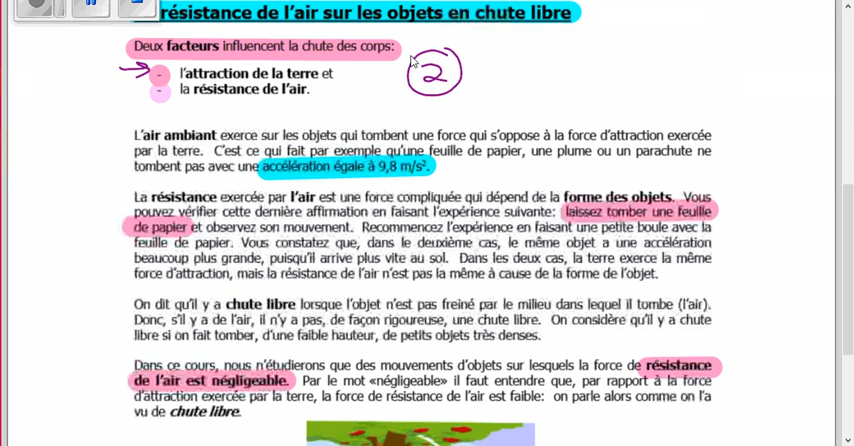 résistance de l'air sur les objets en chute libre
Deux facteurs influencent la chute des corps:
- l'attraction de la terre et
- la résistance de l'air.
2
L'air ambiant exerce sur les objets qui tombent une force qui s'oppose à la force d'attraction exercée
par la terre. C'est ce qui fait par exemple qu'une feuille de papier, une plume ou un parachute ne
tombent pas avec une accélération égale à 9,8 m/s².
La résistance exercée par l'air est une force compliquée qui dépend de la forme des objets. Vous
pouvez vérifier cette dernière affirmation en faisant l'expérience suivante: laissez tomber une feuille
de papier et observez son mouvement. Recommencez l'expérience en faisant une petite boule avec la
feuille de papier. Vous constatez que, dans le deuxième cas, le même objet a une accélération
beaucoup plus grande, puisqu'il arrive plus vite au sol. Dans les deux cas, la terre exerce la même
force d'attraction, mais la résistance de l'air n'est pas la même à cause de la forme de l'objet.
On dit qu'il y a chute libre lorsque l'objet n'est pas freiné par le milieu dans lequel il tombe (l'air).
Donc, s'il y a de l'air, il n'y a pas, de façon rigoureuse, une chute libre. On considère qu'il y a chute
libre si on fait tomber, d'une faible hauteur, de petits objets très denses.
Dans ce cours, nous n'étudierons que des mouvements d'objets sur lesquels la force de résistance
de l'air est négligeable. Par le mot «négligeable» il faut entendre que, par rapport à la force
d'attraction exercée par la terre, la force de résistance de l'air est faible: on parle alors comme on l'a
vu de chute libre.